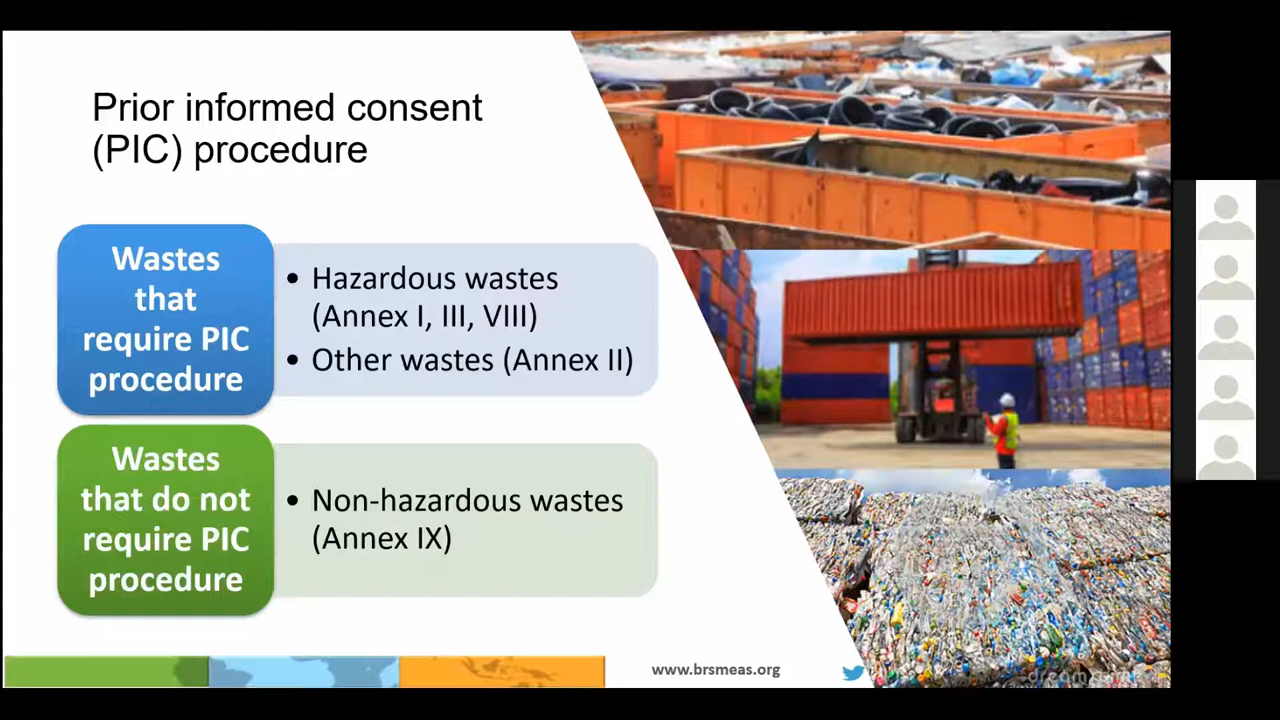 Prior informed consent
(PIC) procedure
Wastes
that
require PIC
procedure
• Hazardous wastes
(Annex I, III, VIII)
• Other wastes (Annex II)
Wastes
that do not
require PIC
procedure
• Non-hazardous wastes
(Annex IX)
www.brsmeas.org